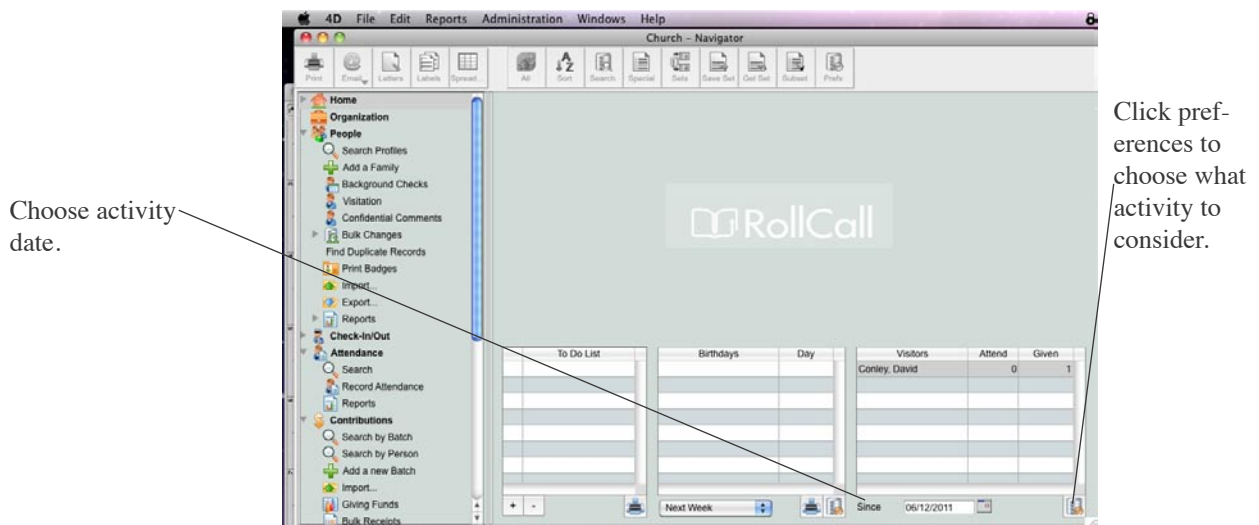 4D File Edit Reports Administration Windows Help
Church – Navigator
Print Email Letters Labels Spread... All Sort Search Special Sets Save Set Get Set Subset Prefs
Home
Organization
People
Search Profiles
Add a Family
Background Checks
Visitation
Confidential Comments
Bulk Changes
Find Duplicate Records
Print Badges
Import...
Export...
Reports
Check-In/Out
Attendance
Search
Record Attendance
Reports
Contributions
Search by Batch
Search by Person
Add a new Batch
Import...
Giving Funds
Bulk Receipts
RollCall
To Do List
Birthdays Day
Visitors Attend Given
Conley, David 0 1
+ -
Next Week
Since 06/12/2011
Choose activity
date.
Click pref-
erences to
choose what
activity to
consider.